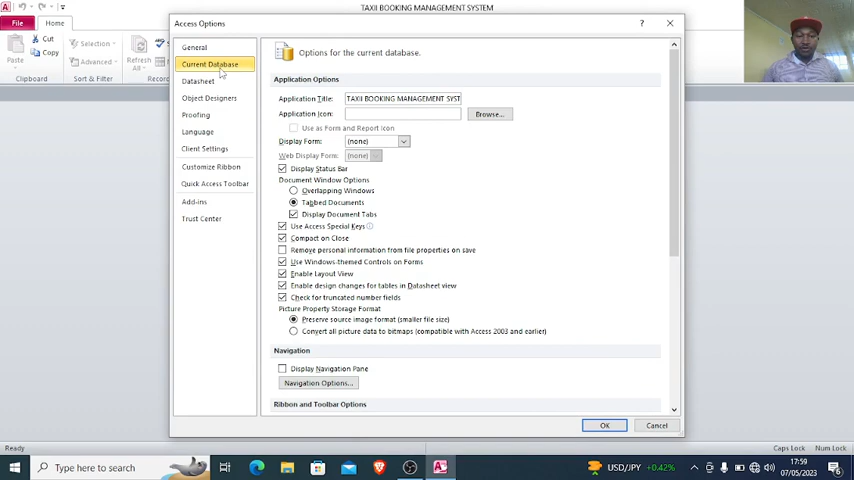 TAXII BOOKING MANAGEMENT SYSTEM
File
Home
Cut
Copy
Paste
Clipboard
Selection
Advanced
Sort & Filter
Refresh
All
Access Options
General
Current Database
Datasheet
Object Designers
Proofing
Language
Client Settings
Customize Ribbon
Quick Access Toolbar
Add-ins
Trust Center
Options for the current database.
Application Options
Application Title: TAXII BOOKING MANAGEMENT SYST
Application Icon: Browse...
Use as Form and Report Icon
Display Form: (none)
Web Display Form: (none)
Display Status Bar
Document Window Options
Overlapping Windows
Tabbed Documents
Display Document Tabs
Use Access Special Keys
Compact on Close
Remove personal information from file properties on save
Use Windows-themed Controls on Forms
Enable Layout View
Enable design changes for tables in Datasheet view
Check for truncated number fields
Picture Property Storage Format
Preserve source image format (smaller file size)
Convert all picture data to bitmaps (compatible with Access 2003 and earlier)
Navigation
Display Navigation Pane
Navigation Options...
Ribbon and Toolbar Options
OK Cancel
Ready
Caps Lock Num Lock
Type here to search
USD/JPY +0.42%
17:59
07/05/2023
6